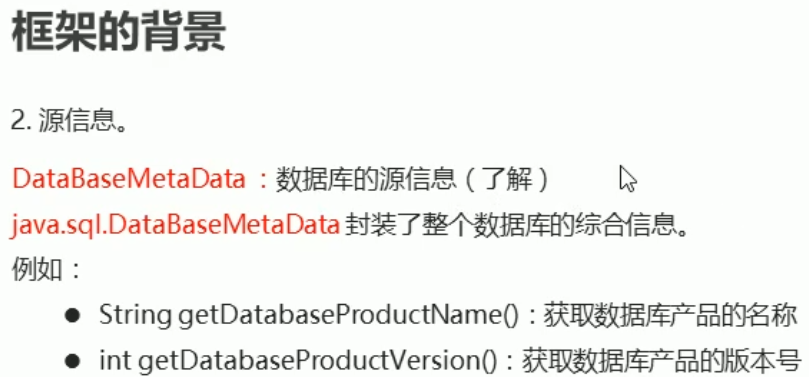 框架的背景
2. 源信息。
DataBaseMetaData ：数据库的源信息（了解）
java.sql.DataBaseMetaData 封装了整个数据库的综合信息。
例如：
● String getDatabaseProductName()：获取数据库产品的名称
● int getDatabaseProductVersion()：获取数据库产品的版本号